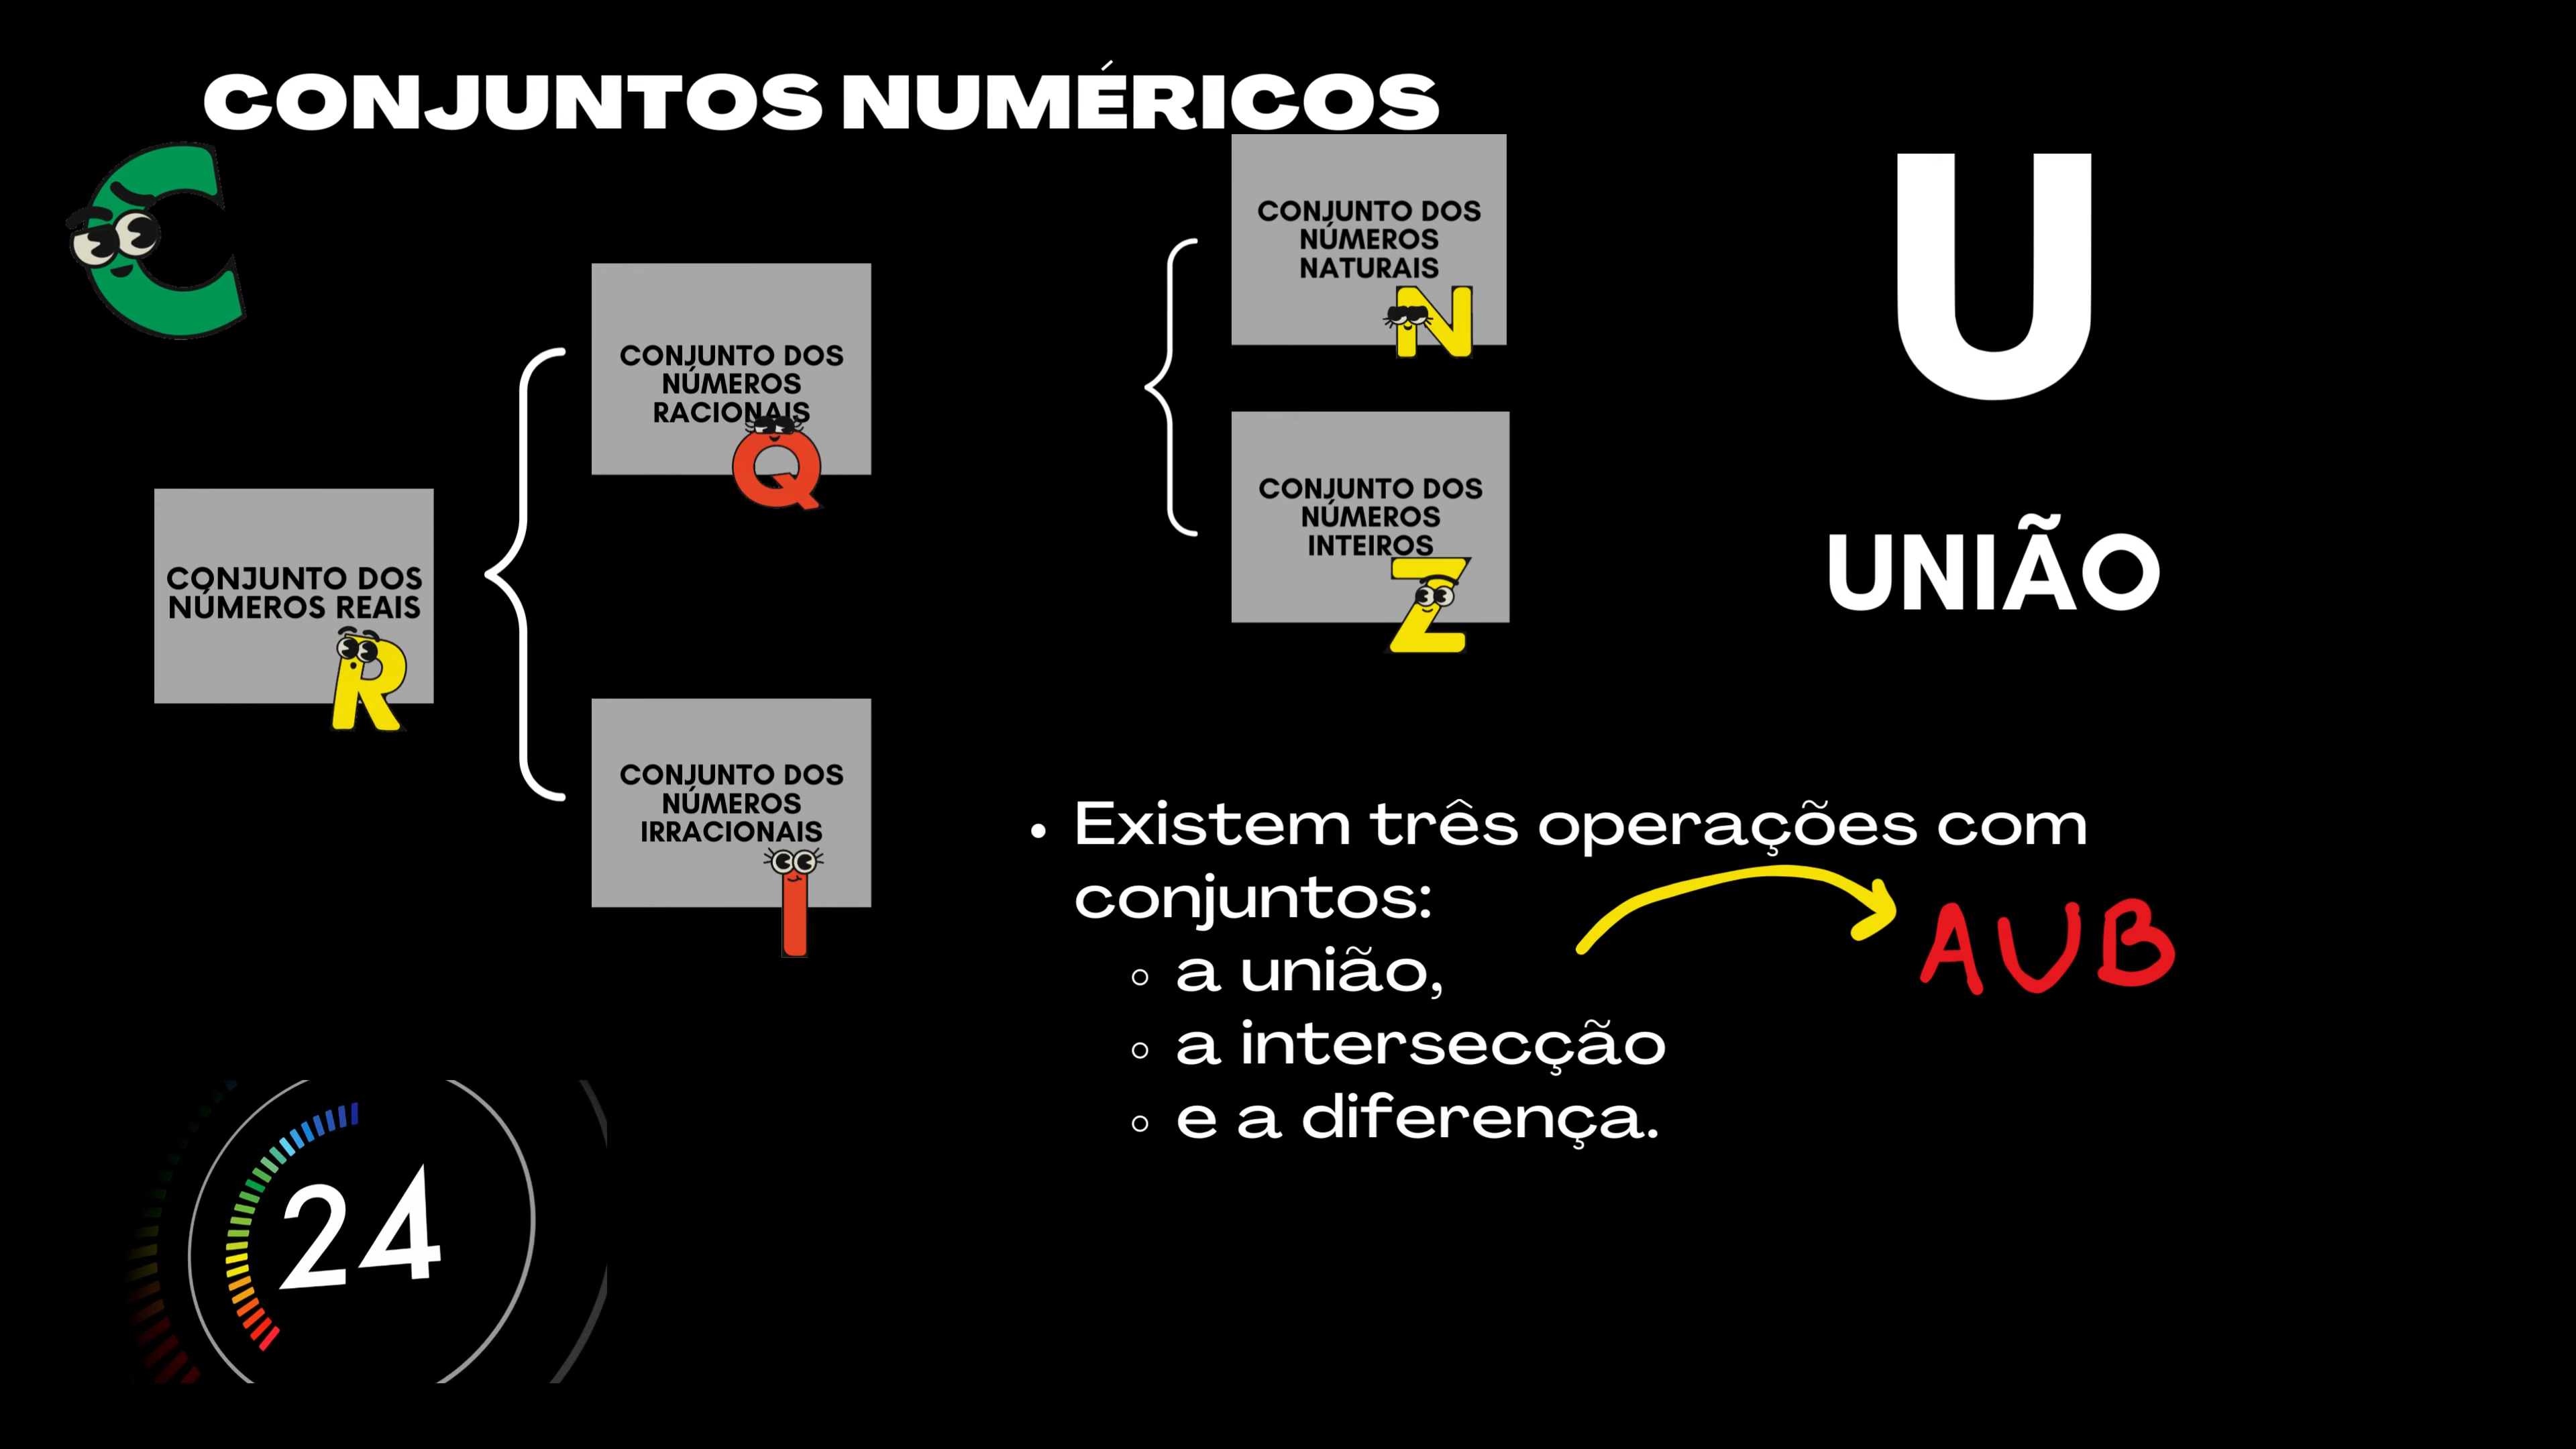 CONJUNTOS NUMÉRICOS
C
CONJUNTO DOS
NÚMEROS REAIS
R
CONJUNTO DOS
NÚMEROS
RACIONAIS
Q
CONJUNTO DOS
NÚMEROS
IRRACIONAIS
I
CONJUNTO DOS
NÚMEROS
NATURAIS
N
CONJUNTO DOS
NÚMEROS
INTEIROS
Z
U
UNIÃO
• Existem três operações com
conjuntos:
◦ a união,
◦ a intersecção
◦ e a diferença.
AUB
24